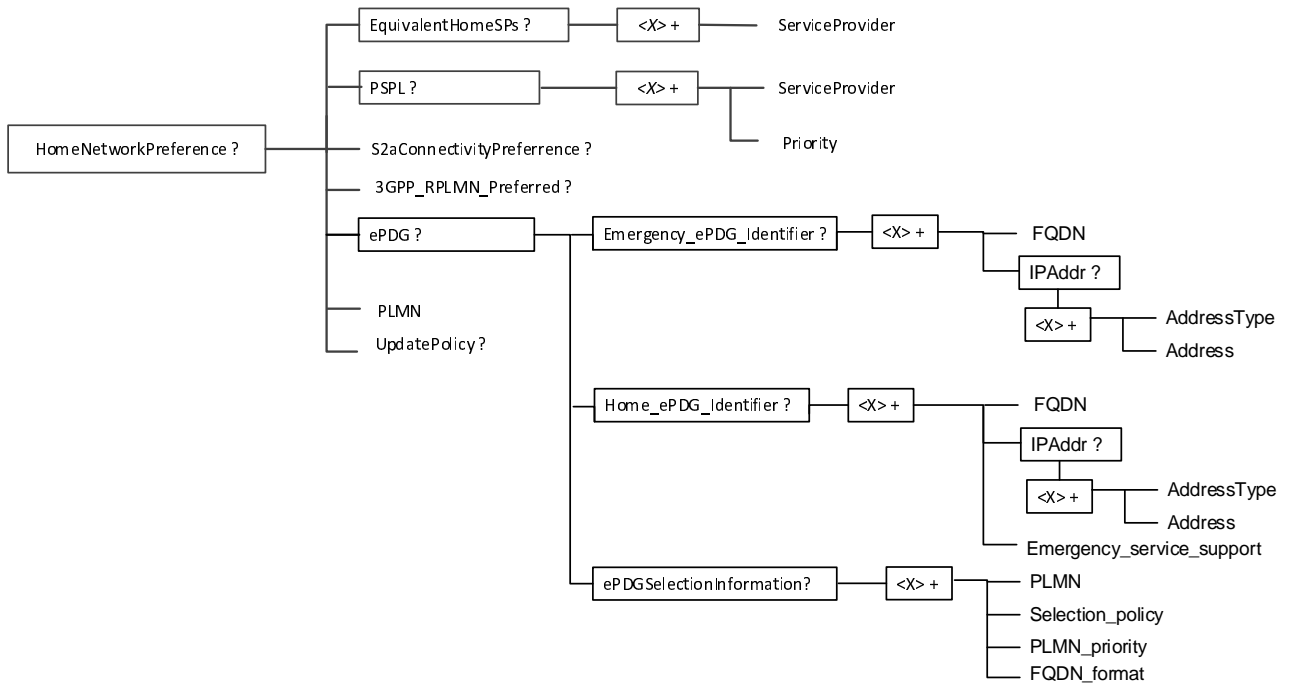 EquivalentHomeSPs ?
<X> +
ServiceProvider
PSPL ?
<X> +
ServiceProvider
Priority
HomeNetworkPreference ?
S2aConnectivityPreferrence ?
3GPP_RPLMN_Preferred ?
ePDG ?
Emergency_ePDG_Identifier ?
<X> +
FQDN
IPAddr ?
<X> +
AddressType
Address
PLMN
UpdatePolicy ?
Home_ePDG_Identifier ?
<X> +
FQDN
IPAddr ?
<X> +
AddressType
Address
Emergency_service_support
ePDGSelectionInformation?
<X> +
PLMN
Selection_policy
PLMN_priority
FQDN_format